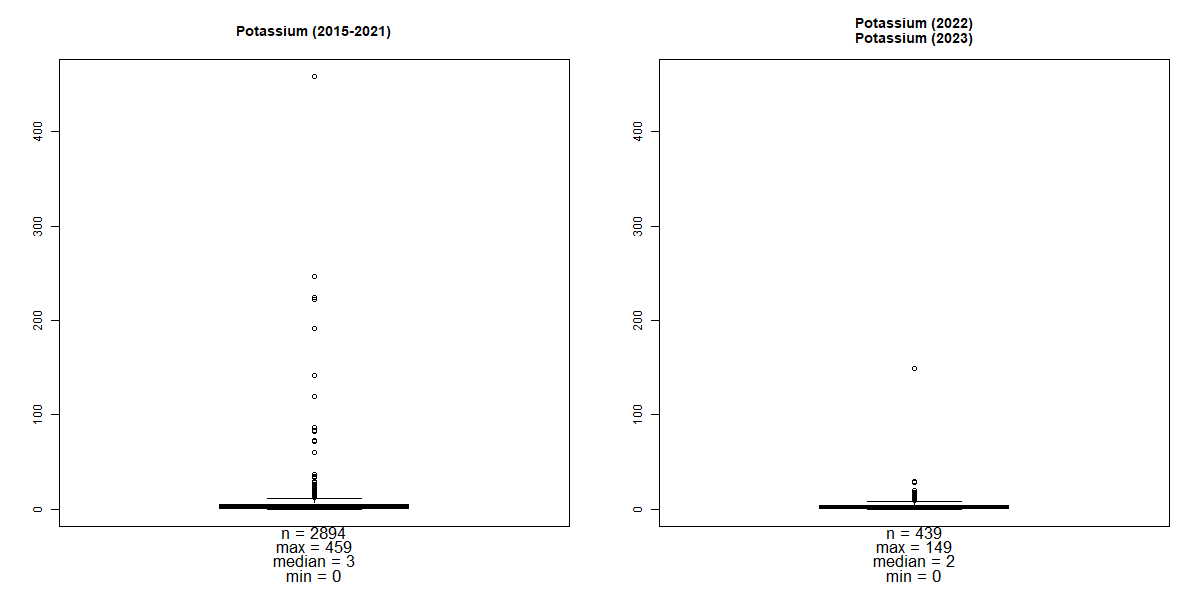 Potassium (2015-2021)
400
300
200
100
0
n = 2894
max = 459
median = 3
min = 0
Potassium (2022)
Potassium (2023)
400
300
200
100
0
n = 439
max = 149
median = 2
min = 0